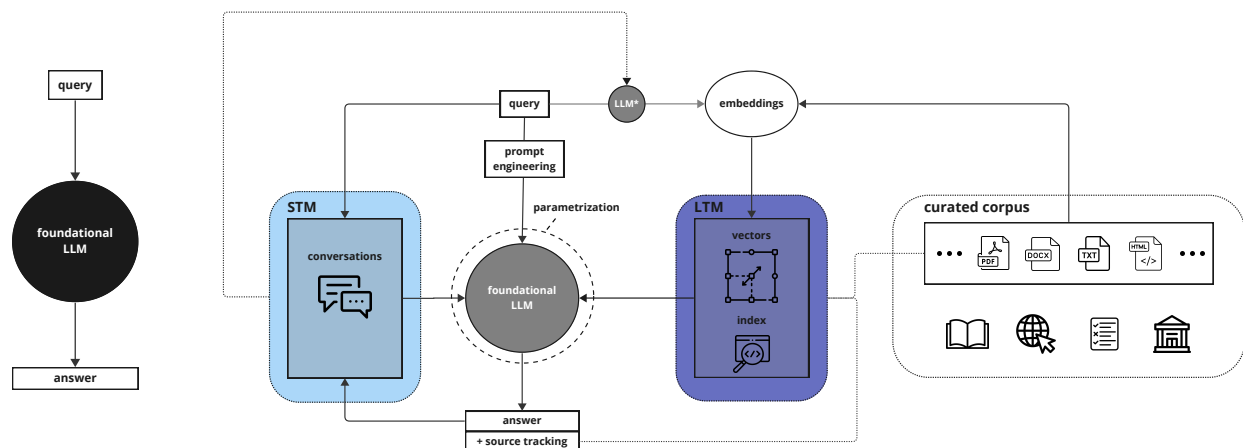 query
foundational
LLM
answer
query
LLM*
embeddings
prompt
engineering
STM
conversations
parametrization
foundational
LLM
answer
+ source tracking
LTM
vectors
index
</>
curated corpus
PDF
DOCX
TXT
HTML
</>